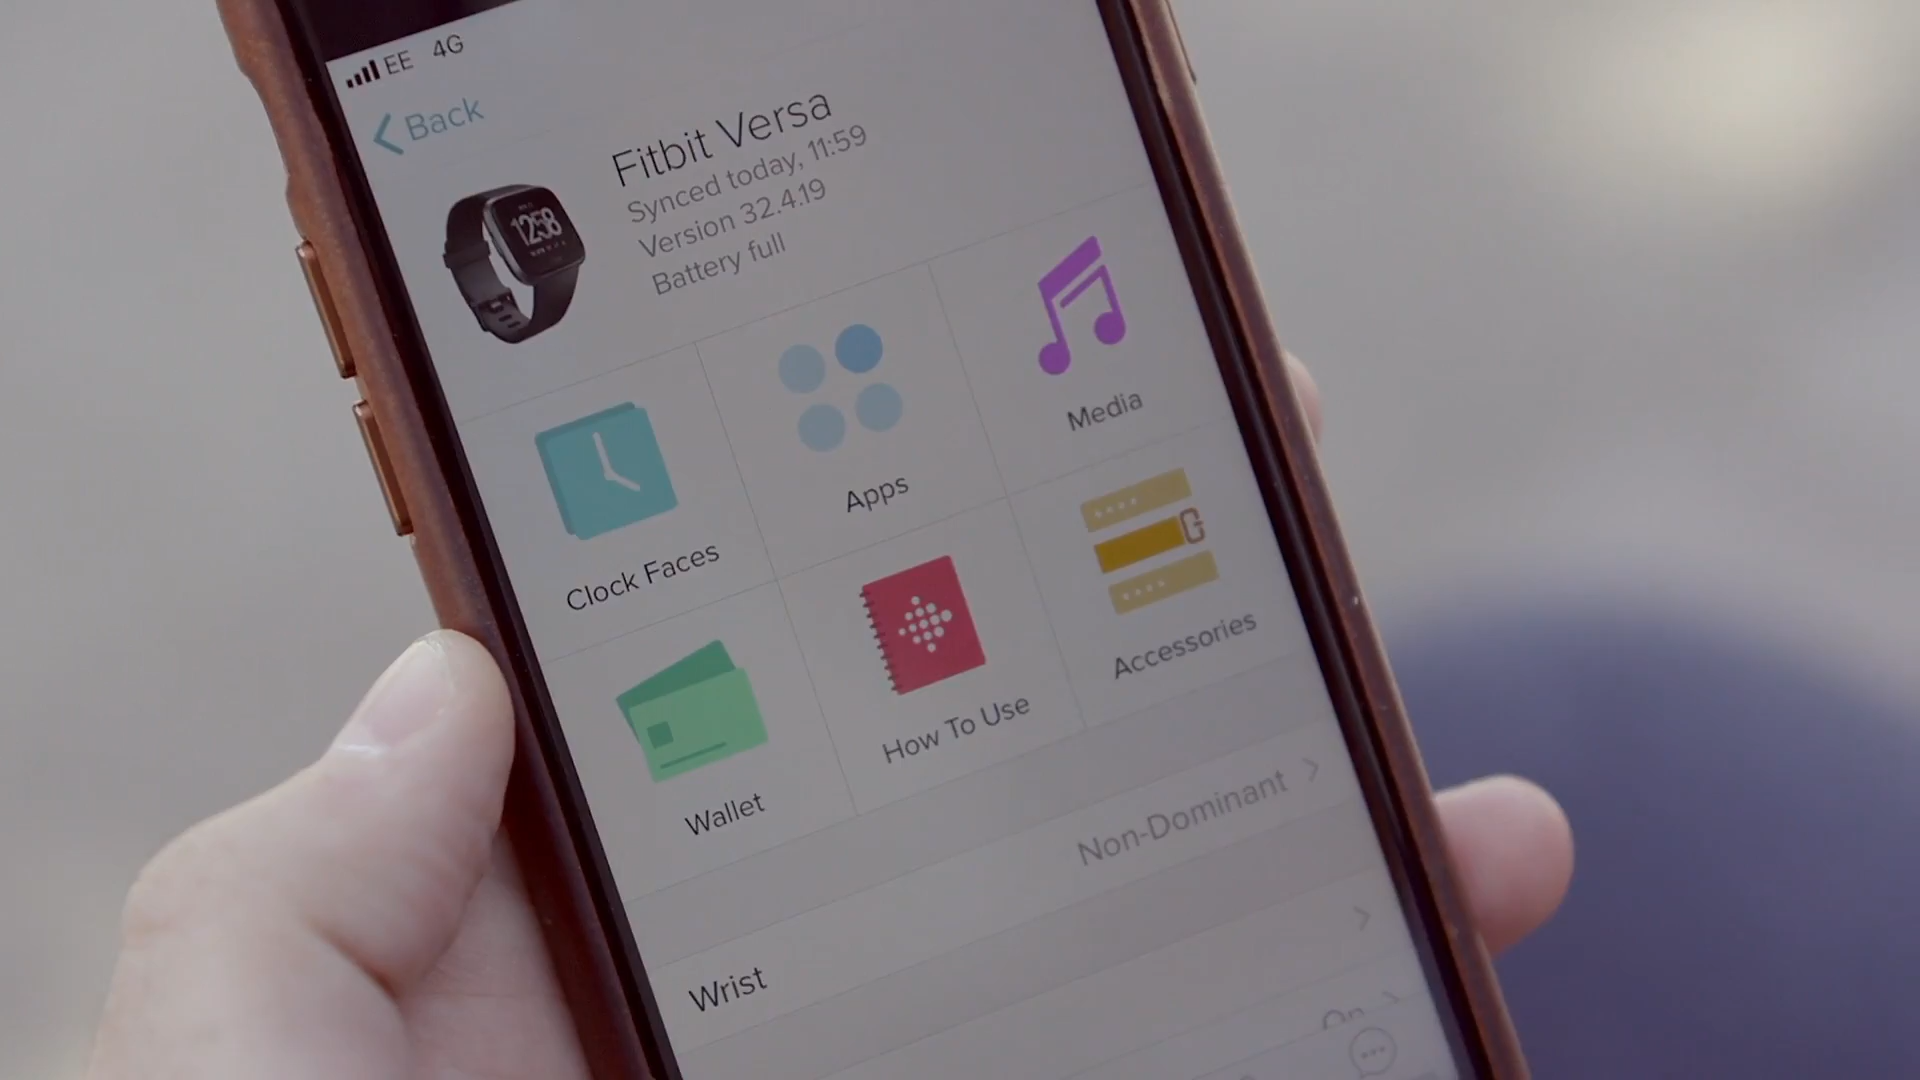 EE 4G
Back
Fitbit Versa
Synced today, 11:59
Version 32.4.19
Battery full
12:58
Clock Faces
Apps
Media
Wallet
How To Use
Accessories
Wrist
Non-Dominant
On